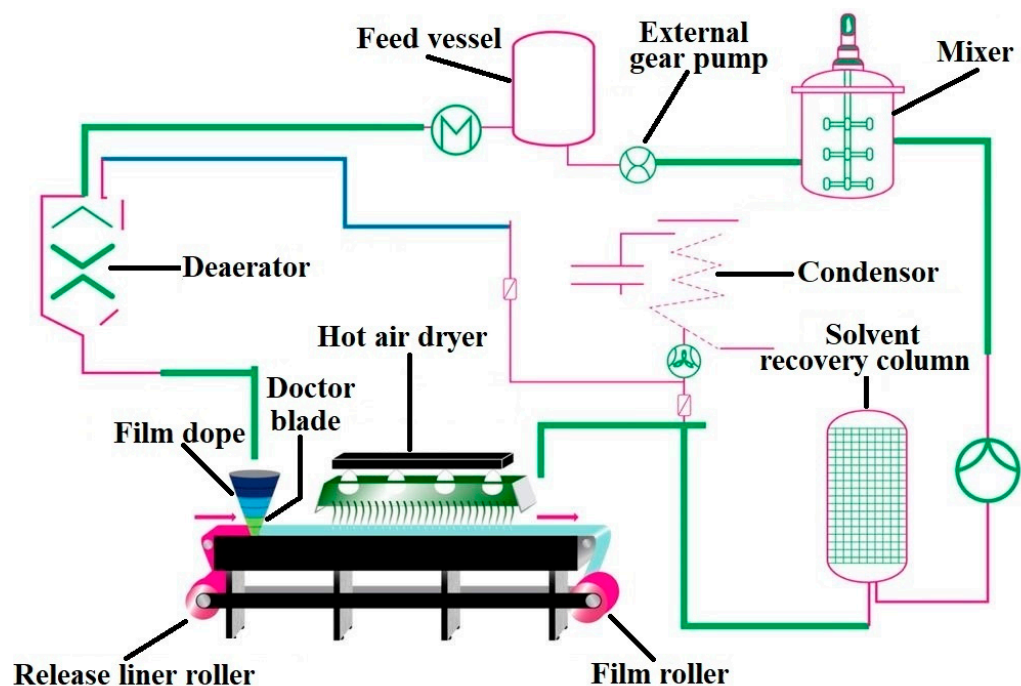 Feed vessel
External
gear pump
Mixer
Deaerator
Condensor
Hot air dryer
Solvent
recovery column
Doctor
blade
Film dope
Release liner roller
Film roller